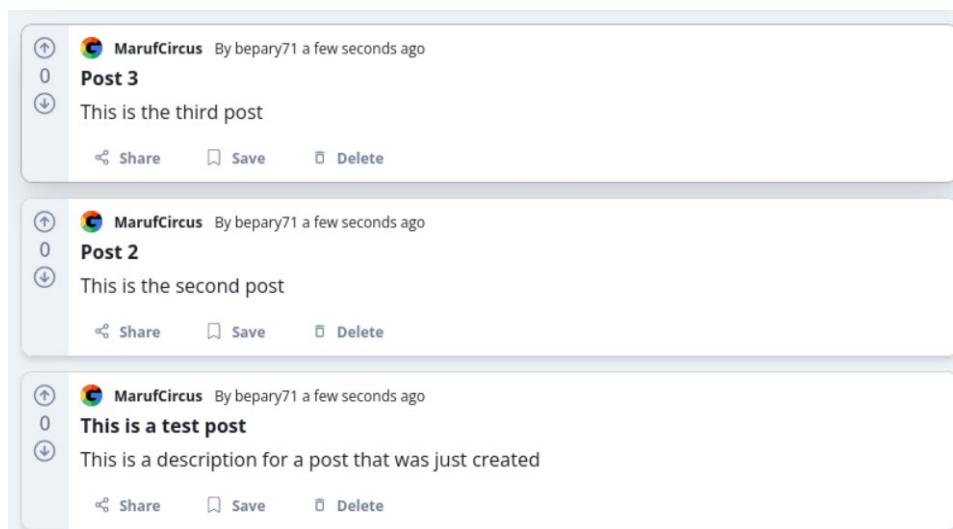 MarufCircus By bepary71 a few seconds ago
0
Post 3
This is the third post
Share Save Delete
MarufCircus By bepary71 a few seconds ago
0
Post 2
This is the second post
Share Save Delete
MarufCircus By bepary71 a few seconds ago
0
This is a test post
This is a description for a post that was just created
Share Save Delete